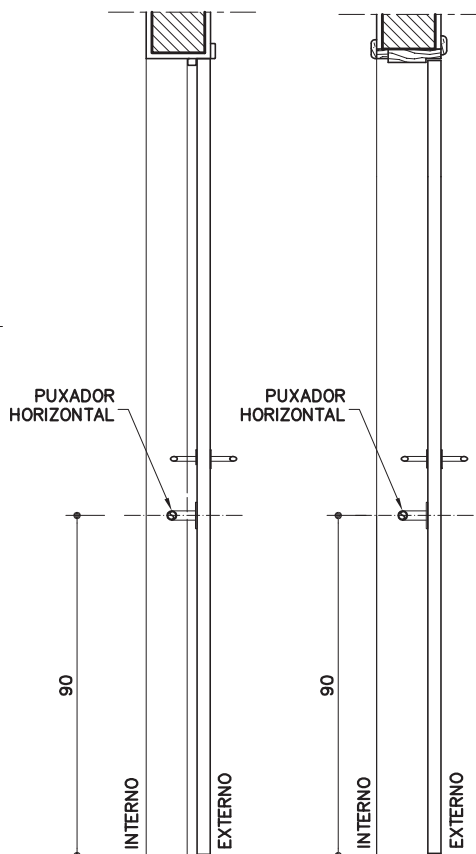 PUXADOR
HORIZONTAL
PUXADOR
HORIZONTAL
90
90
INTERNO
EXTERNO
INTERNO
EXTERNO